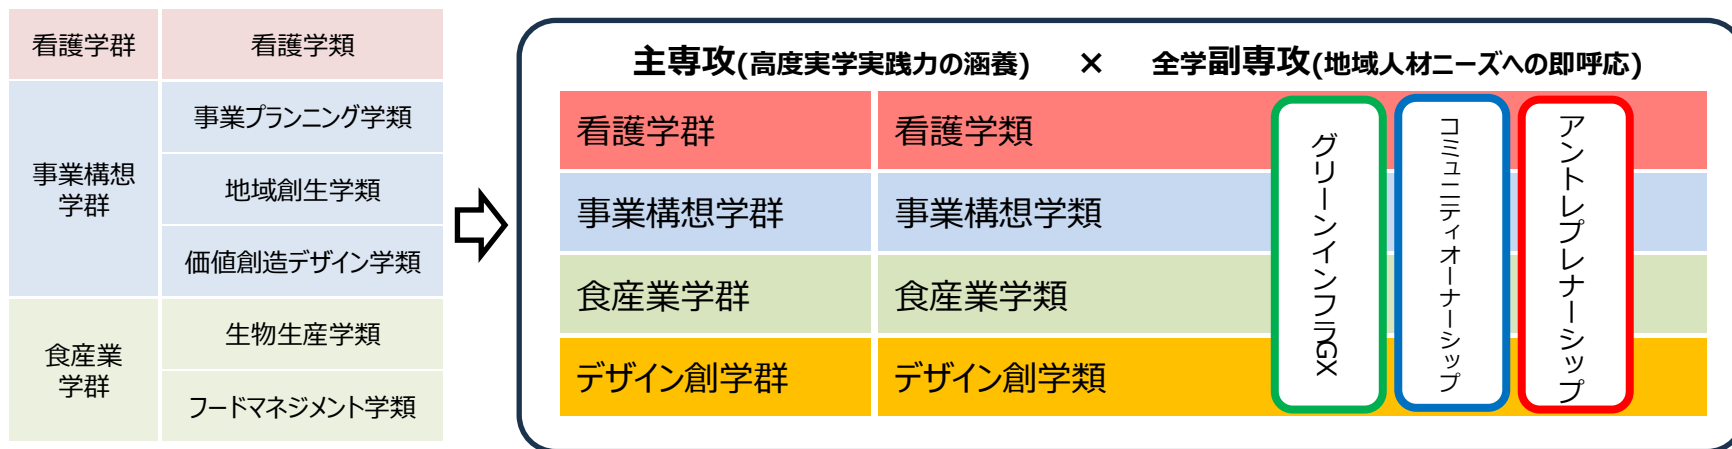 看護学群
看護学類
事業構想
学群
事業プランニング学類
地域創生学類
価値創造デザイン学類
食産業
学群
生物生産学類
フードマネジメント学類
主専攻(高度実学実践力の涵養) × 全学副専攻(地域人材ニーズへの即呼応)
看護学群
看護学類
事業構想学群
事業構想学類
食産業学群
食産業学類
デザイン創学群
デザイン創学類
グリーンインフラGX
コミュニティオーナーシップ
アントレプレナーシップ